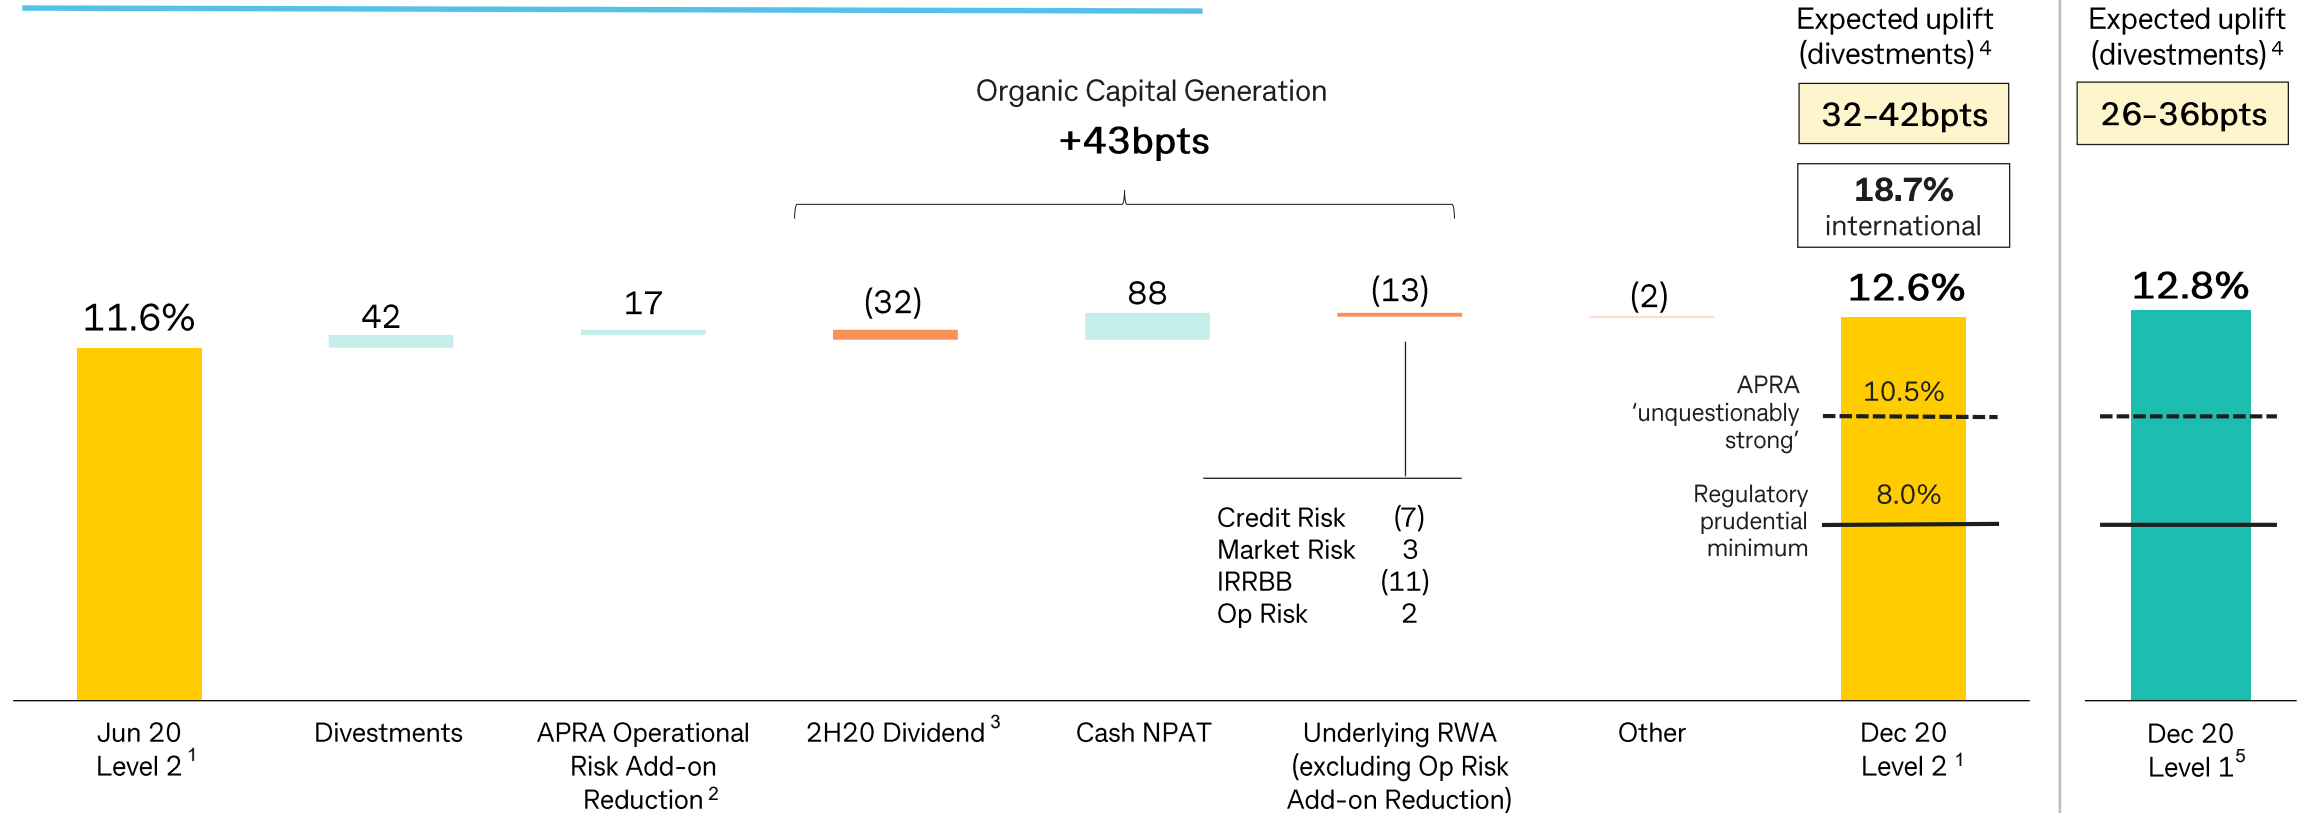 Expected uplift
(divestments) 4
32-42bpts
18.7%
international
Expected uplift
(divestments) 4
26-36bpts
Organic Capital Generation
+43bpts
11.6%
42
17
(32)
88
(13)
(2)
12.6%
12.8%
APRA
‘unquestionably
strong’
10.5%
Regulatory
prudential
minimum
8.0%
Credit Risk (7)
Market Risk 3
IRRBB (11)
Op Risk 2
Jun 20
Level 2 1
Divestments
APRA Operational
Risk Add-on
Reduction 2
2H20 Dividend 3
Cash NPAT
Underlying RWA
(excluding Op Risk
Add-on Reduction)
Other
Dec 20
Level 2 1
Dec 20
Level 1 5